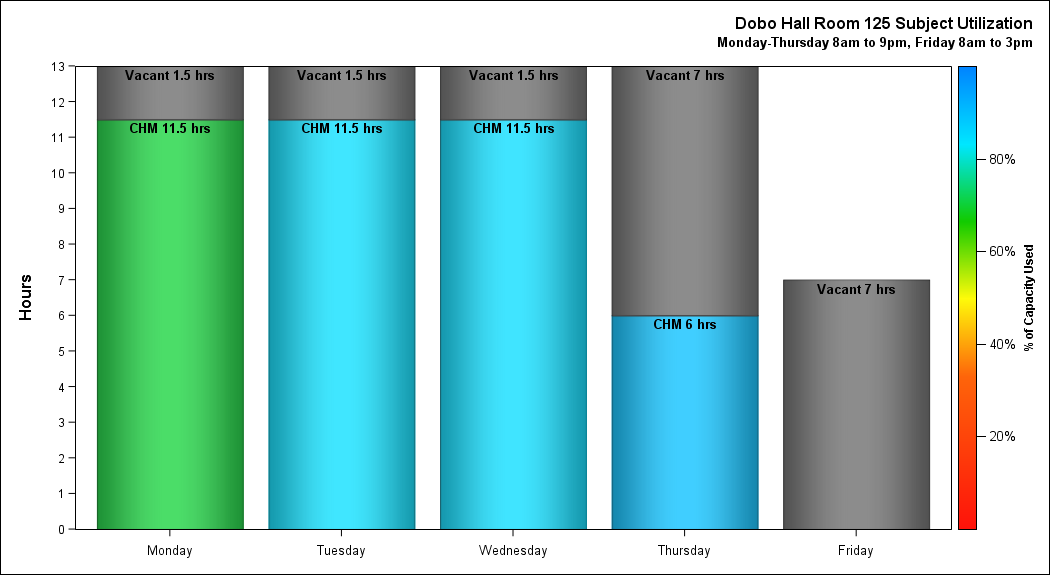 Dobo Hall Room 125 Subject Utilization
Monday-Thursday 8am to 9pm, Friday 8am to 3pm
Hours
13
12
11
10
9
8
7
6
5
4
3
2
1
0
Vacant 1.5 hrs
CHM 11.5 hrs
Vacant 1.5 hrs
CHM 11.5 hrs
Vacant 1.5 hrs
CHM 11.5 hrs
Vacant 7 hrs
CHM 6 hrs
Vacant 7 hrs
Monday
Tuesday
Wednesday
Thursday
Friday
80%
60%
40%
20%
% of Capacity Used